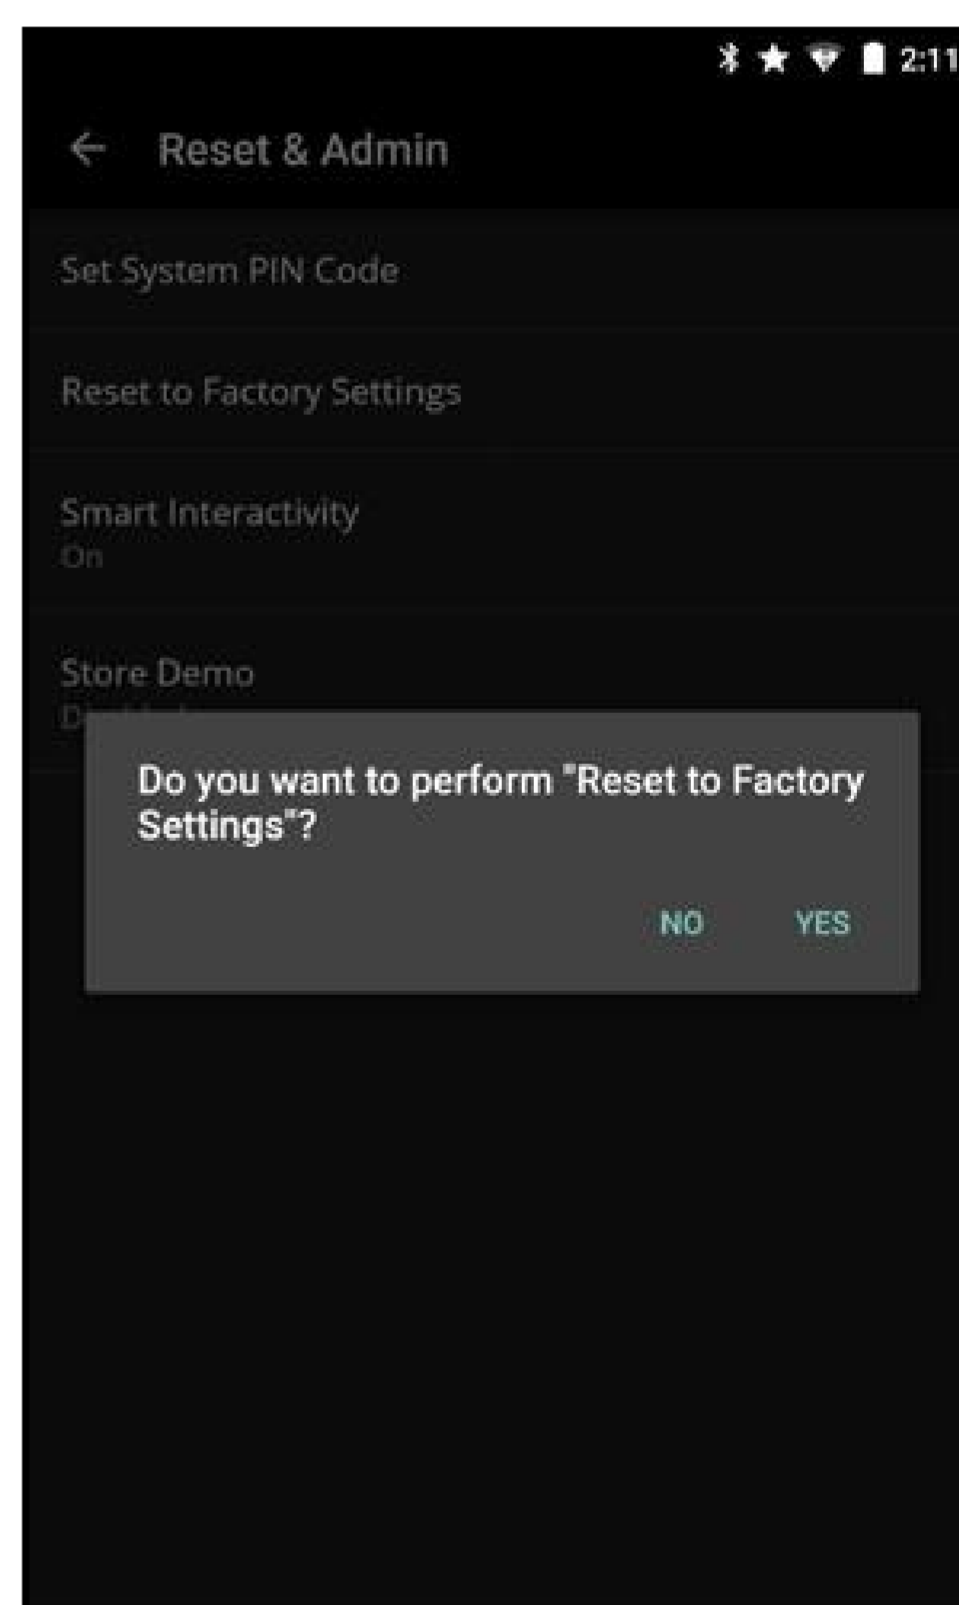 2:11
Reset & Admin
Set System PIN Code
Reset to Factory Settings
Smart Interactivity
On
Store Demo
Do you want to perform "Reset to Factory
Settings"?
NO YES